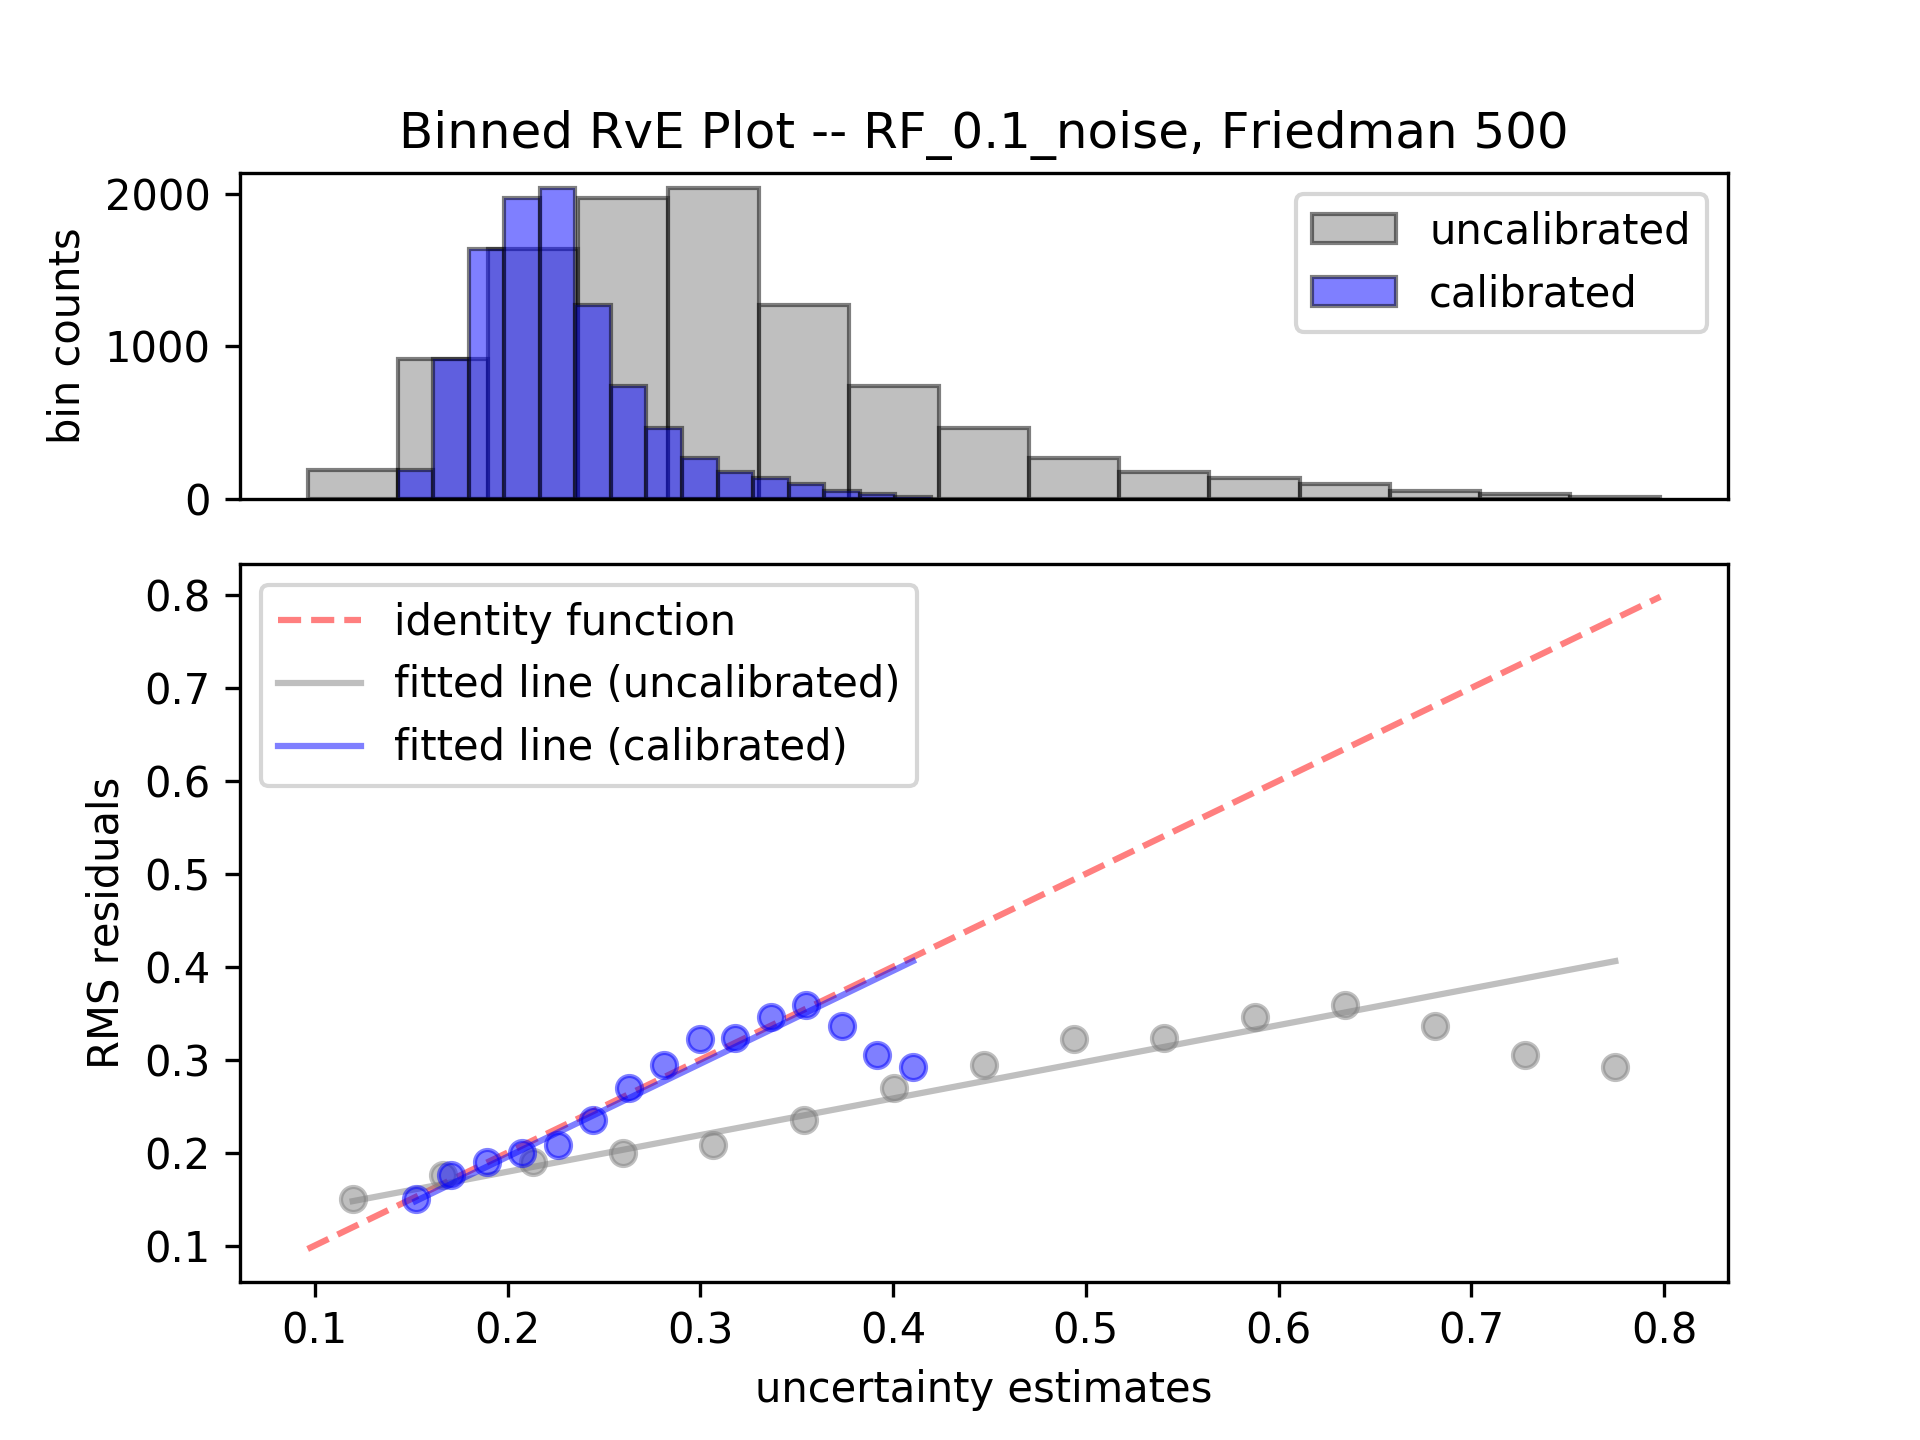 Binned RvE Plot -- RF_0.1_noise, Friedman 500
bin counts
2000
1000
0
uncalibrated
calibrated
RMS residuals
0.8
0.7
0.6
0.5
0.4
0.3
0.2
0.1
identity function
fitted line (uncalibrated)
fitted line (calibrated)
0.1 0.2 0.3 0.4 0.5 0.6 0.7 0.8
uncertainty estimates